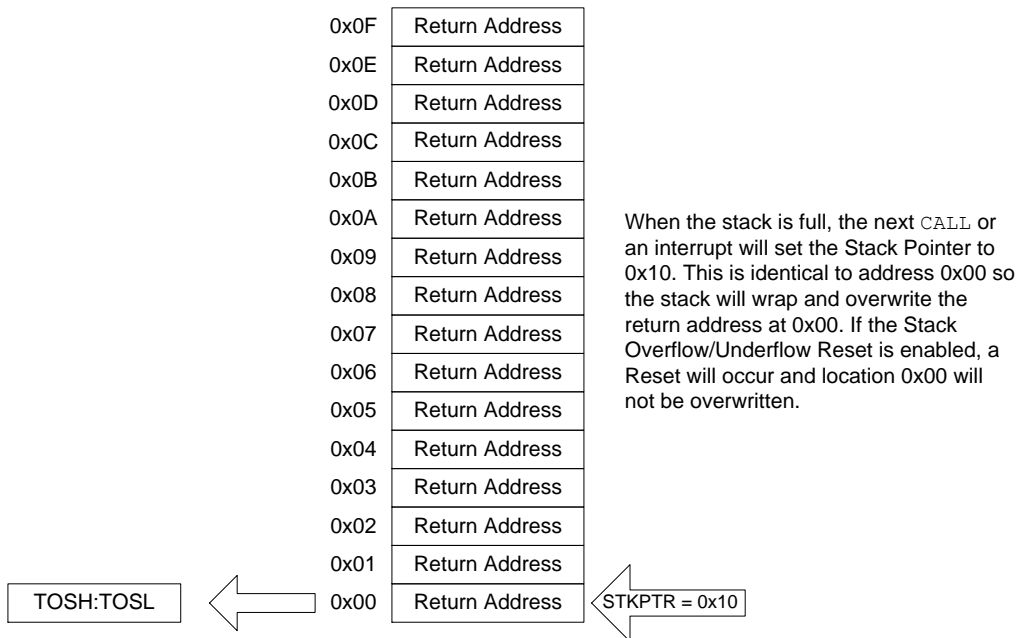 0x0F Return Address
0x0E Return Address
0x0D Return Address
0x0C Return Address
0x0B Return Address
0x0A Return Address
0x09 Return Address
0x08 Return Address
0x07 Return Address
0x06 Return Address
0x05 Return Address
0x04 Return Address
0x03 Return Address
0x02 Return Address
0x01 Return Address
TOSH:TOSL 0x00 Return Address STKPTR = 0x10
When the stack is full, the next CALL or
an interrupt will set the Stack Pointer to
0x10. This is identical to address 0x00 so
the stack will wrap and overwrite the
return address at 0x00. If the Stack
Overflow/Underflow Reset is enabled, a
Reset will occur and location 0x00 will
not be overwritten.